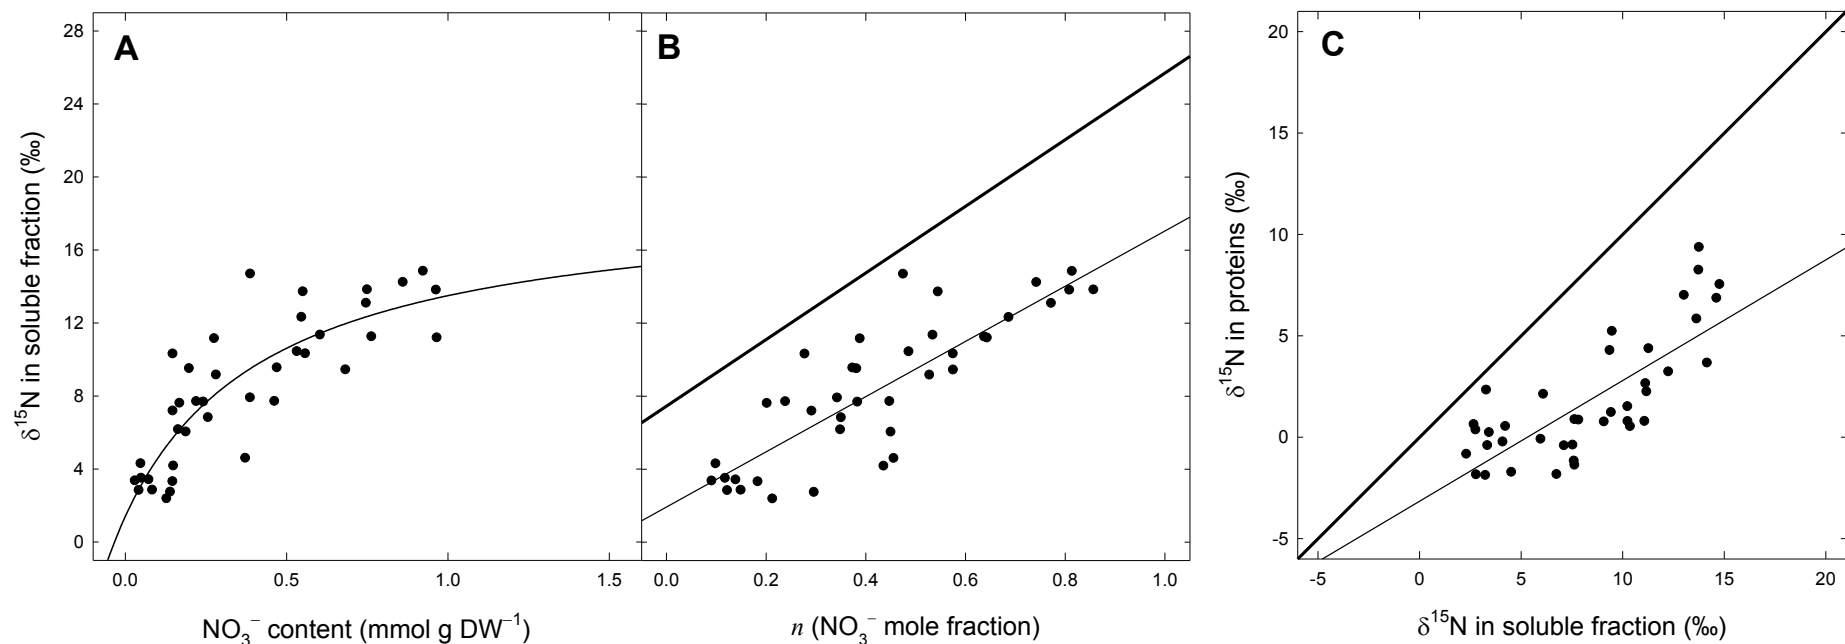 A
B
C
28
24
20
16
12
8
4
0
δ¹⁵N in soluble fraction (‰)
0.0 0.5 1.0 1.5
NO₃⁻ content (mmol g DW⁻¹)
0.0 0.2 0.4 0.6 0.8 1.0
n (NO₃⁻ mole fraction)
20
15
10
5
0
-5
δ¹⁵N in proteins (‰)
-5 0 5 10 15 20
δ¹⁵N in soluble fraction (‰)